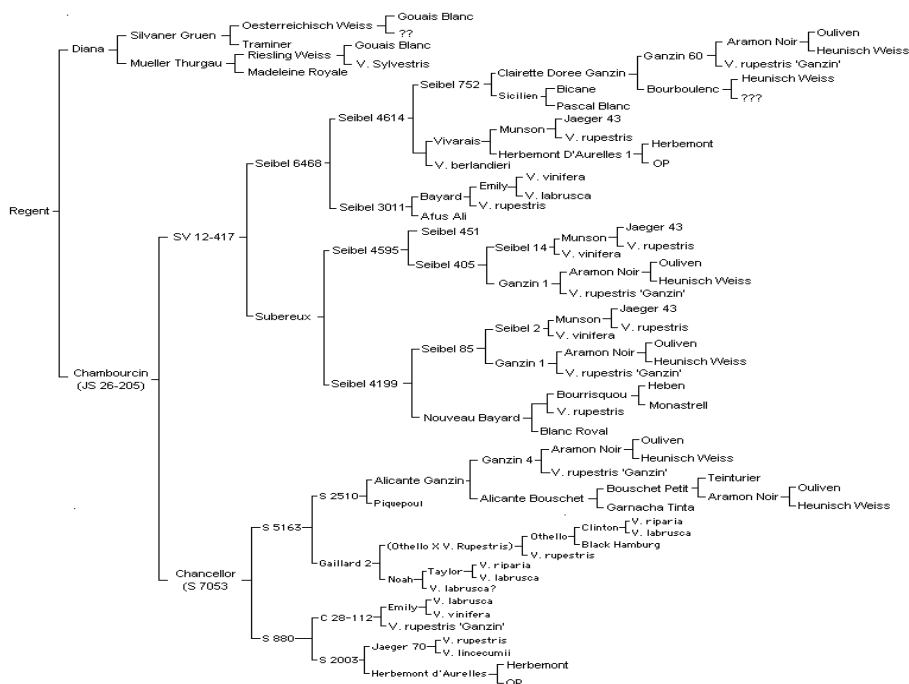 Gouais Blanc
Oesterreichisch Weiss
Silvaner Gruen
??
Ouliven
Diana
Traminer
Gouais Blanc
Aramon Noir
Riesling Weiss
Ganzin 60
Heunisch Weiss
Mueller Thurgau
V. Sylvestris
V. rupestris 'Ganzin'
Madeleine Royale
Clairette Doree Ganzin
Heunisch Weiss
Seibel 752
Bourboulenc
Bicane
???
Sicilien
Pascal Blanc
Seibel 4614
Jaeger 43
Munson
V. rupestris
Vivarais
Herbemont
Herbemont D'Aurelles 1
Seibel 6468
V. berlandieri
OP
V. vinifera
Emily
Bayard
V. labrusca
Seibel 3011
V. rupestris
Regent
Afus Ali
Seibel 451
Jaeger 43
SV 12-417
Munson
Seibel 14
V. rupestris
Seibel 4595
V. vinifera
Seibel 405
Ouliven
Aramon Noir
Ganzin 1
Heunisch Weiss
V. rupestris 'Ganzin'
Subereux
Jaeger 43
Munson
Seibel 2
V. rupestris
V. vinifera
Seibel 85
Ouliven
Aramon Noir
Ganzin 1
Heunisch Weiss
Chambourcin
(JS 26-205)
V. rupestris 'Ganzin'
Seibel 4199
Heben
Bourrisquou
Monastrell
V. rupestris
Nouveau Bayard
Blanc Royal
Ouliven
Aramon Noir
Ganzin 4
Heunisch Weiss
V. rupestris 'Ganzin'
Alicante Ganzin
Teinturier
S 2510
Bouschet Petit
Ouliven
Alicante Bouschet
Aramon Noir
Piquepoul
Garnacha Tinta
Heunisch Weiss
S 5163
V. riparia
Clinton
V. labrusca
Othello
Black Hamburg
(Othello X V. Rupestris)
V. rupestris
Gaillard 2
V. riparia
Taylor
Chancellor
(S 7053
Noah
V. labrusca
V. labrusca?
V. labrusca
Emily
C 28-112
V. vinifera
V. rupestris 'Ganzin'
S 880
V. rupestris
Jaeger 70
V. lincecumii
S 2003
Herbemont
Herbemont d'Aurelles
OP